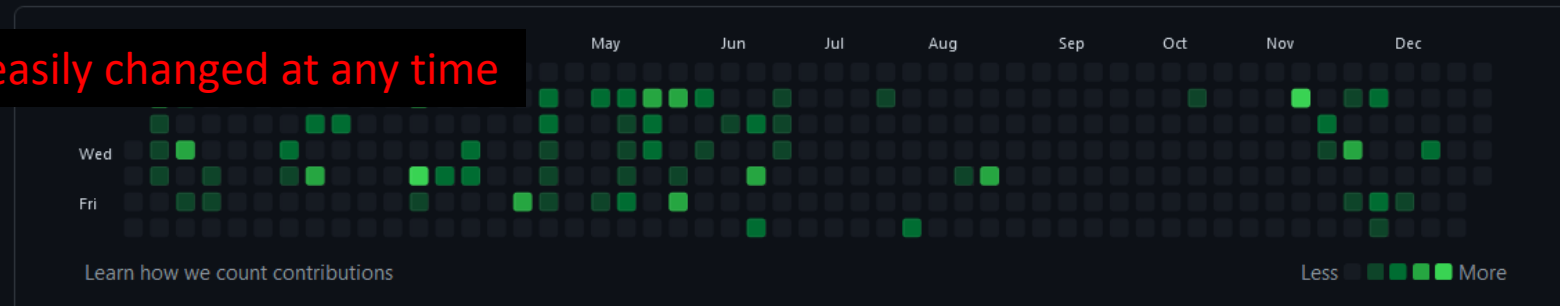 May Jun Jul Aug Sep Oct Nov Dec
easily changed at any time
Wed
Fri
Learn how we count contributions
Less More